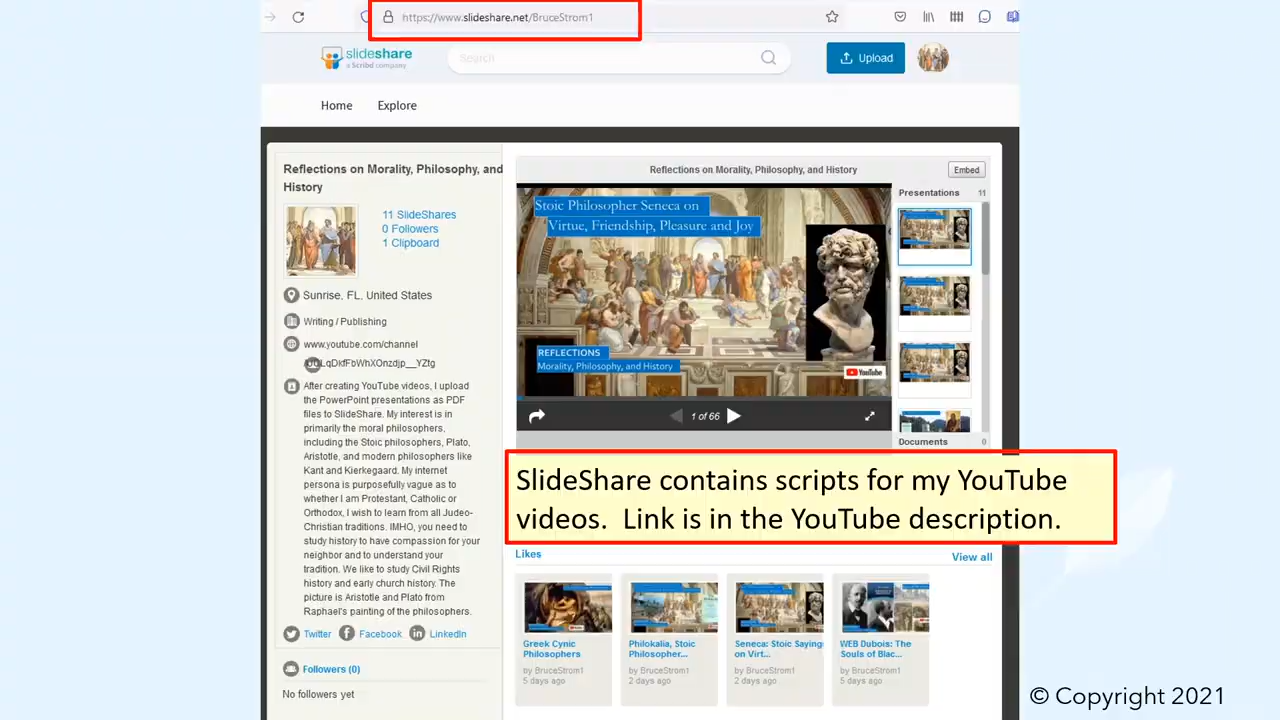 https://www.slideshare.net/BruceStrom1
slideshare
a Scribd company
Search
Upload
Home
Explore
Reflections on Morality, Philosophy, and
History
11 SlideShares
0 Followers
1 Clipboard
Sunrise, FL, United States
Writing / Publishing
www.youtube.com/channel
LqDkfFbWhXOnzdjp__YZtg
After creating YouTube videos, I upload
the PowerPoint presentations as PDF
files to SlideShare. My interest is in
primarily the moral philosophers,
including the Stoic philosophers, Plato,
Aristotle, and modern philosophers like
Kant and Kierkegaard. My internet
persona is purposefully vague as to
whether I am Protestant, Catholic or
Orthodox, I wish to learn from all Judeo-
Christian traditions. IMHO, you need to
study history to have compassion for your
neighbor and to understand your
tradition. We like to study Civil Rights
history and early church history. The
picture is Aristotle and Plato from
Raphael's painting of the philosophers.
Twitter
Facebook
LinkedIn
Followers (0)
No followers yet
Reflections on Morality, Philosophy, and History
Embed
Stoic Philosopher Seneca on
Virtue, Friendship, Pleasure and Joy
REFLECTIONS
Morality, Philosophy, and History
YouTube
1 of 66
Presentations 11
Documents 0
SlideShare contains scripts for my YouTube
videos. Link is in the YouTube description.
Likes
View all
Greek Cynic
Philosophers
by BruceStrom1
5 days ago
Philokalia, Stoic
Philosopher...
by BruceStrom1
2 days ago
Seneca: Stoic Sayings
on Virt...
by BruceStrom1
2 days ago
WEB Dubois: The
Souls of Blac...
by BruceStrom1
5 days ago
© Copyright 2021